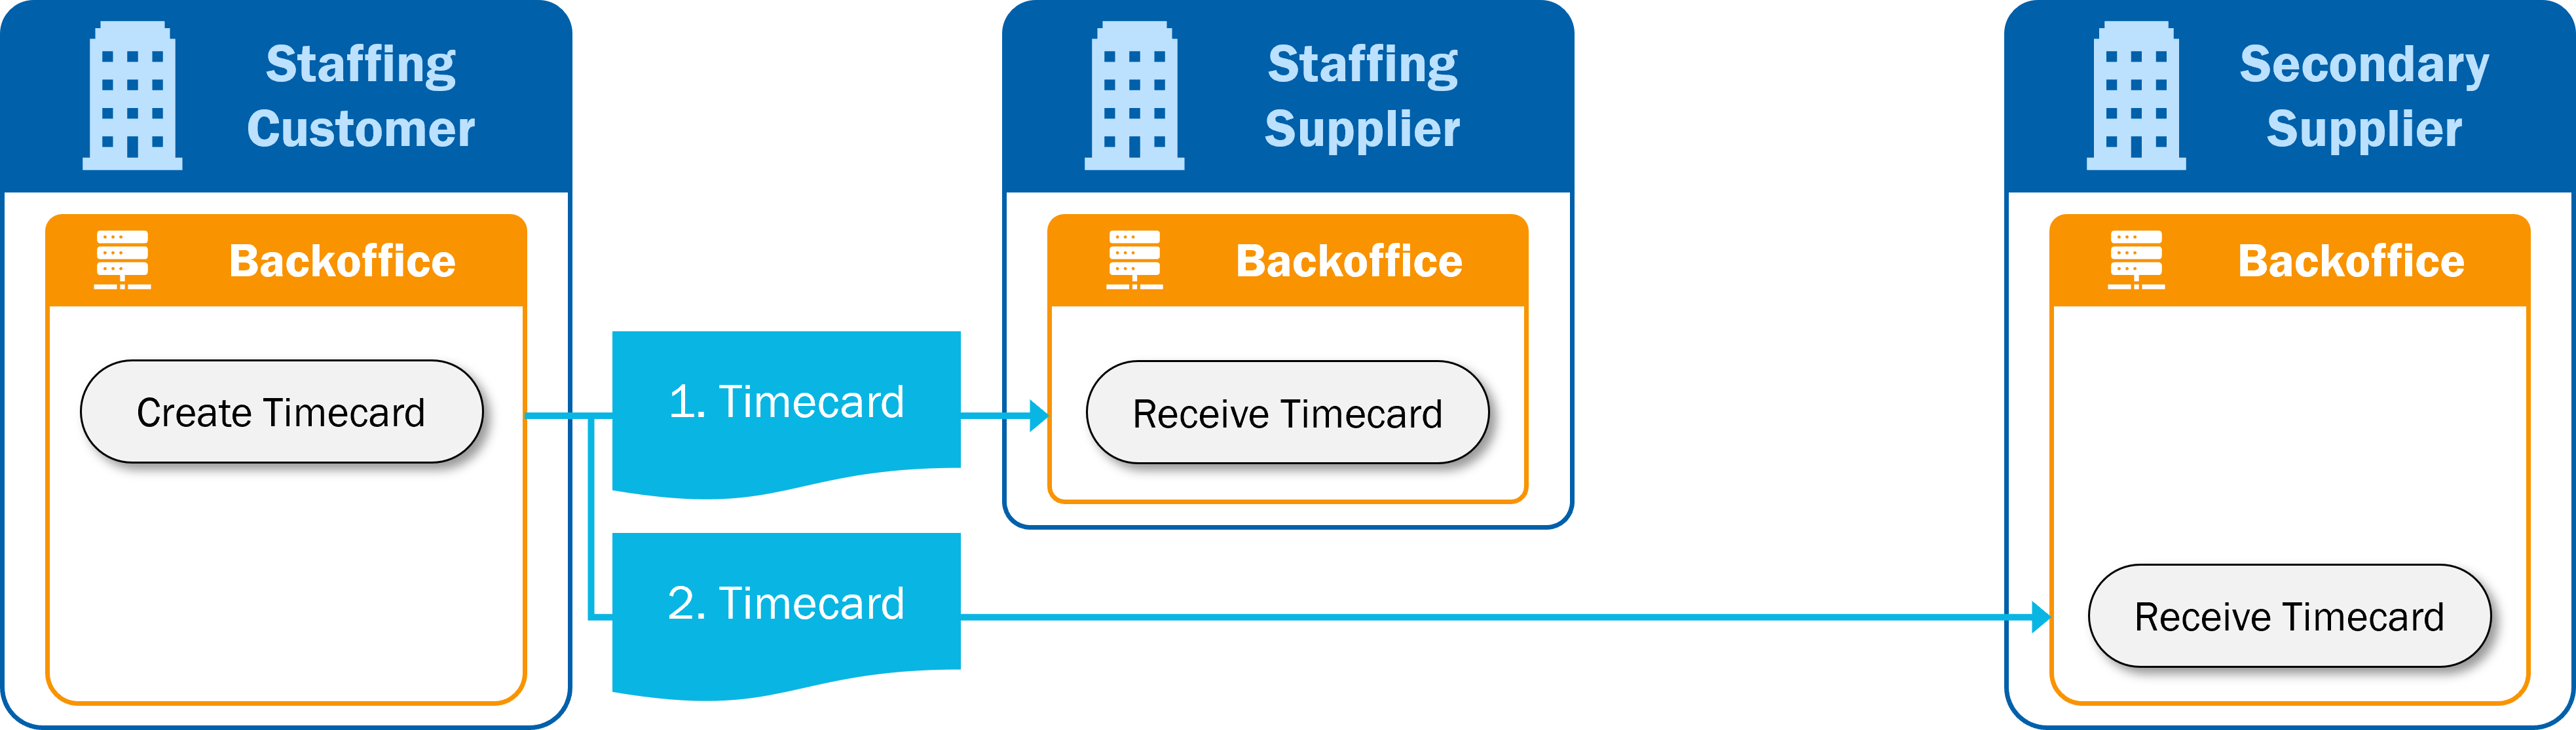 Staffing
Customer
Backoffice
Create Timecard
1. Timecard
2. Timecard
Staffing
Supplier
Backoffice
Receive Timecard
Secondary
Supplier
Backoffice
Receive Timecard